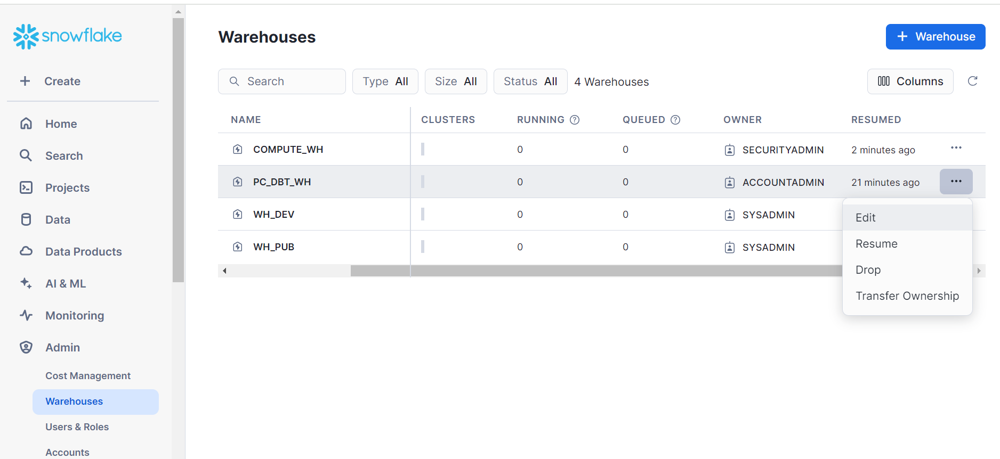 snowflake
Create
Home
Search
Projects
Data
Data Products
AI & ML
Monitoring
Admin
Cost Management
Warehouses
Users & Roles
Accounts
Warehouses
+ Warehouse
Search
Type All
Size All
Status All
4 Warehouses
Columns
NAME CLUSTERS RUNNING ? QUEUED ? OWNER RESUMED
COMPUTE_WH 0 0 SECURITYADMIN 2 minutes ago ...
PC_DBT_WH 0 0 ACCOUNTADMIN 21 minutes ago ...
WH_DEV 0 0 SYSADMIN
WH_PUB 0 0 SYSADMIN
Edit
Resume
Drop
Transfer Ownership